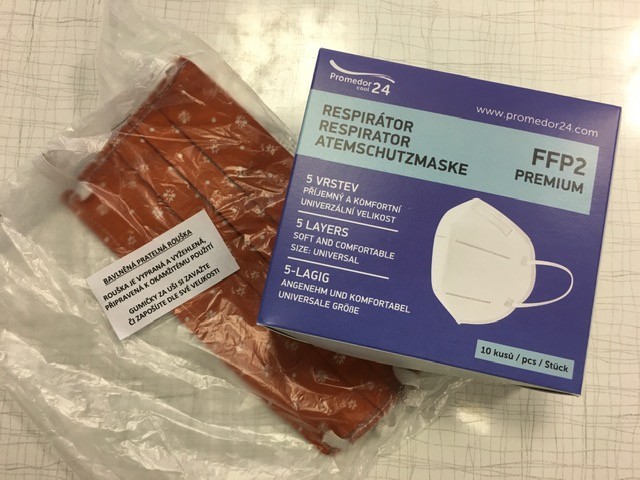 Promedor 24
cool
www.promedor24.com
RESPIRÁTOR
RESPIRATOR
ATEMSCHUTZMASKE
FFP2
PREMIUM
5 VRSTEV
PŘÍJEMNÝ A KOMFORTNÍ
UNIVERZÁLNÍ VELIKOST
5 LAYERS
SOFT AND COMFORTABLE
SIZE: UNIVERSAL
5-LAGIG
ANGENEHM UND KOMFORTABEL
UNIVERSALE GRÖßE
10 kusů / pcs / Stück
BAVLNĚNÁ PRATELNÁ ROUŠKA
ROUŠKA JE VYPRANÁ A VYŽEHLENÁ,
PŘIPRAVENÁ K OKAMŽITÉMU POUŽITÍ
GUMIČKY ZA UŠI SI ZAVAŽTE
ČI ZAPOŠIJTE DLE SVÉ VELIKOSTI